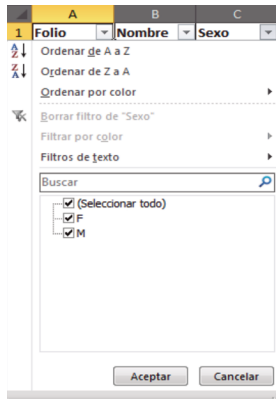 A B C
1 Folio Nombre Sexo
Ordenar de A a Z
Ordenar de Z a A
Ordenar por color
Borrar filtro de "Sexo"
Filtrar por color
Filtros de texto
Buscar
(Seleccionar todo)
F
M
Aceptar Cancelar